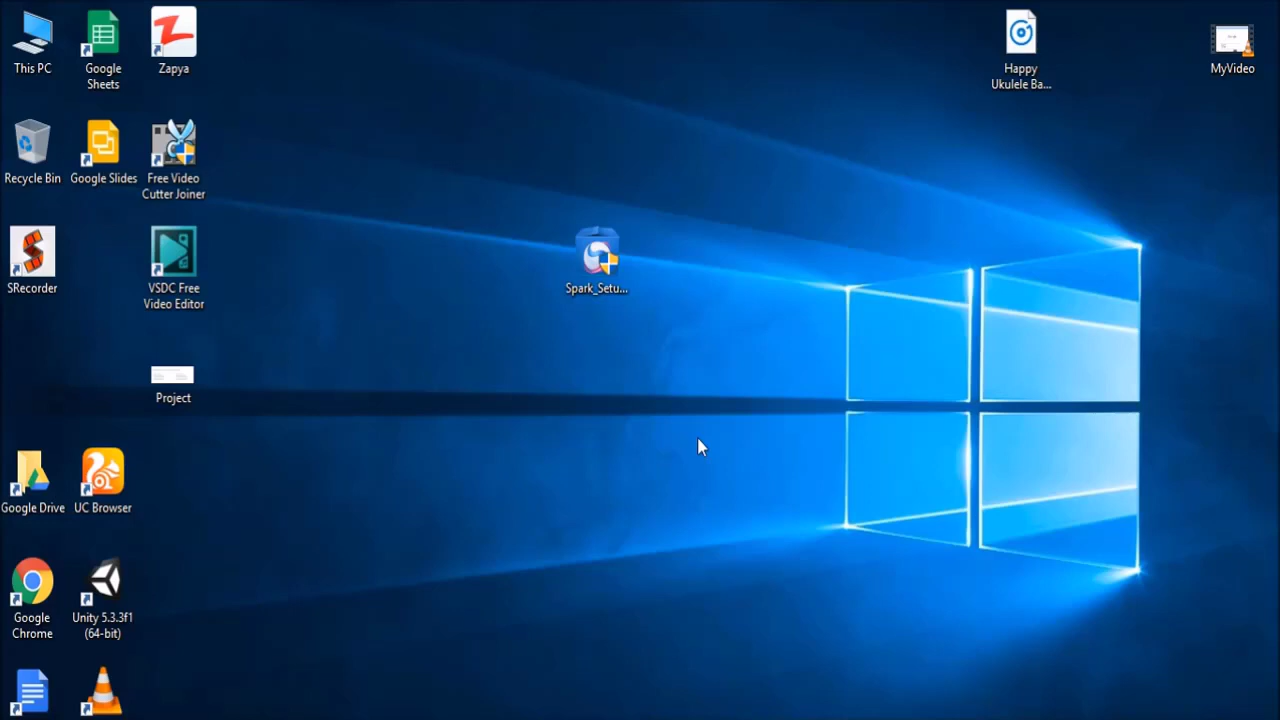 This PC
Google
Sheets
Zapya
Happy
Ukulele Ba...
MyVideo
Recycle Bin
Google Slides
Free Video
Cutter Joiner
SRecorder
VSDC Free
Video Editor
Spark_Setu...
Project
Google Drive
UC Browser
Google
Chrome
Unity 5.3.3f1
(64-bit)